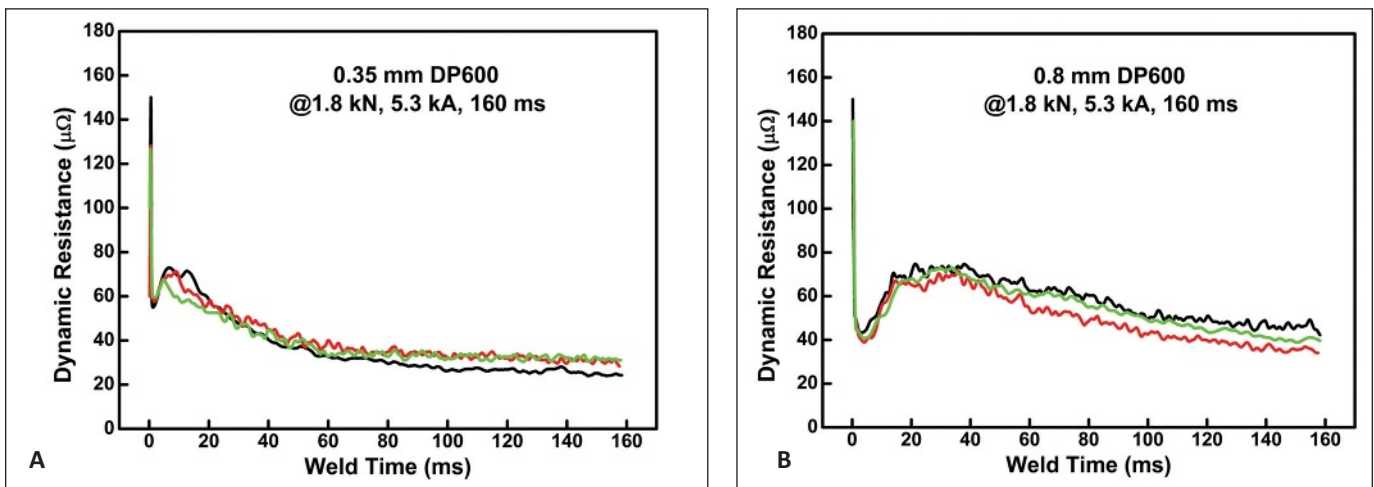 180
160
140
120
100
80
60
40
20
0
Dynamic Resistance (μΩ)
0.35 mm DP600
@1.8 kN, 5.3 kA, 160 ms
0 20 40 60 80 100 120 140 160
Weld Time (ms)
A
180
160
140
120
100
80
60
40
20
0
Dynamic Resistance (μΩ)
0.8 mm DP600
@1.8 kN, 5.3 kA, 160 ms
0 20 40 60 80 100 120 140 160
Weld Time (ms)
B